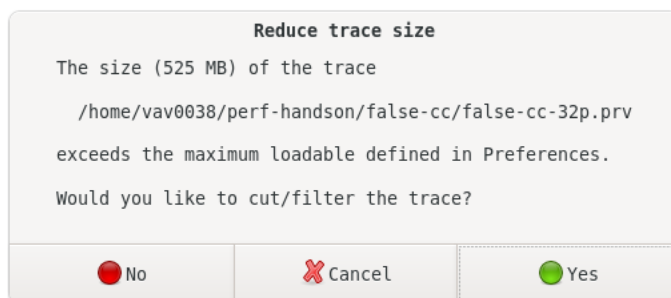 Reduce trace size
The size (525 MB) of the trace
/home/vav0038/perf-handson/false-cc/false-cc-32p.prv
exceeds the maximum loadable defined in Preferences.
Would you like to cut/filter the trace?
No
Cancel
Yes